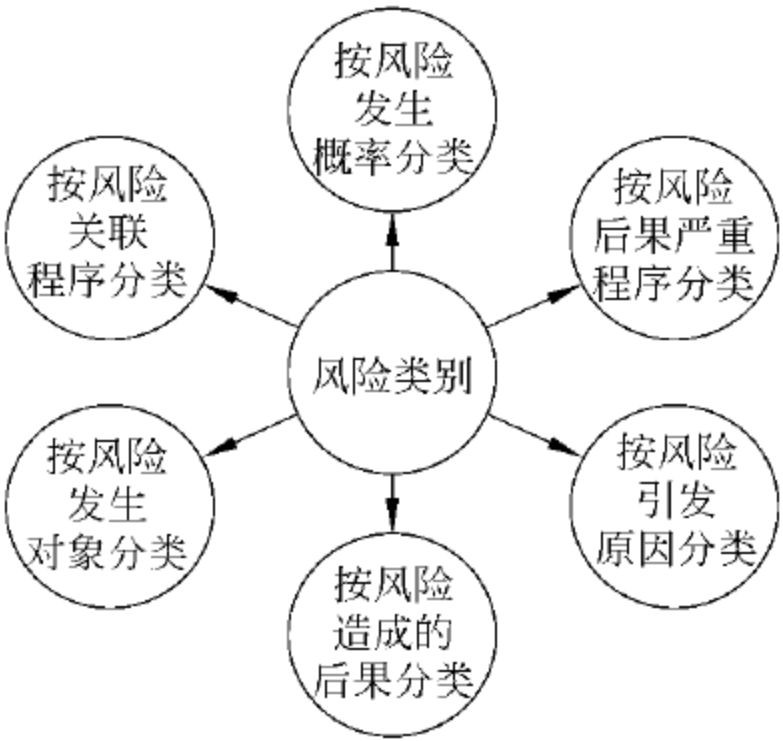 按风险
发生
概率分类
按风险
关联
程序分类
按风险
后果严重
程序分类
风险类别
按风险
发生
对象分类
按风险
引发
原因分类
按风险
造成的
后果分类